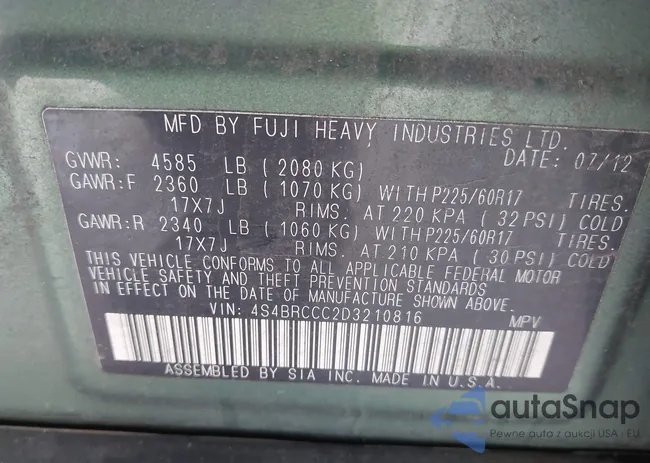 MFD BY FUJI HEAVY INDUSTRIES LTD.
DATE: 07/12
GVWR: 4585 LB ( 2080 KG)
GAWR:F 2360 LB ( 1070 KG) WITH P225/60R17 TIRES.
17X7J RIMS. AT 220 KPA ( 32 PSI) COLD
GAWR:R 2340 LB ( 1060 KG) WITH P225/60R17 TIRES.
17X7J RIMS. AT 210 KPA ( 30 PSI) COLD
THIS VEHICLE CONFORMS TO ALL APPLICABLE FEDERAL MOTOR
VEHICLE SAFETY AND THEFT PREVENTION STANDARDS
IN EFFECT ON THE DATE OF MANUFACTURE SHOWN ABOVE.
VIN: 4S4BRCCC2D3210816 MPV
ASSEMBLED BY SIA INC. MADE IN U.S.A.
autaSnap
Pewne auta z aukcji USA i EU